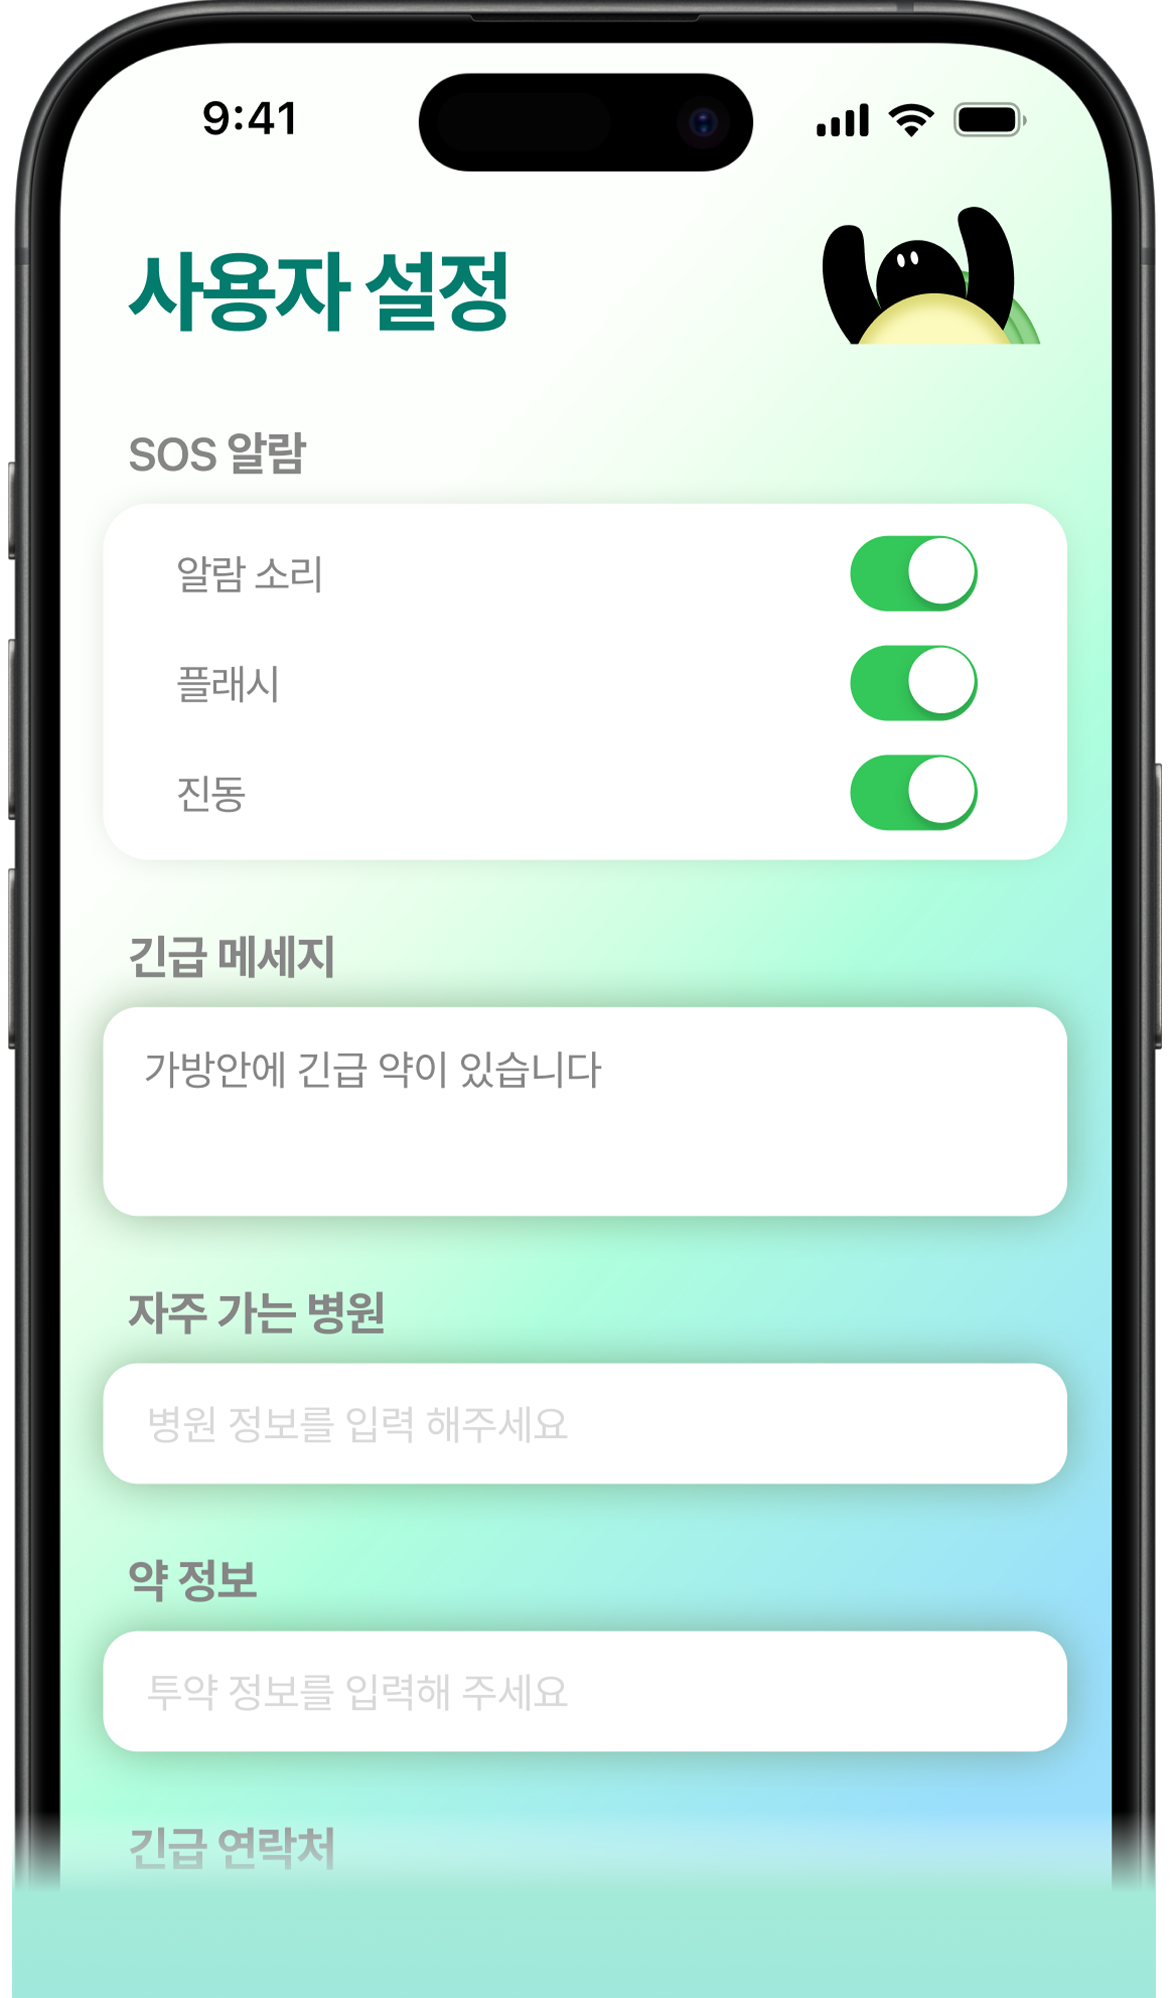 9:41
사용자 설정
SOS 알람
알람 소리
플래시
진동
긴급 메세지
가방안에 긴급 약이 있습니다
자주 가는 병원
병원 정보를 입력 해주세요
약 정보
투약 정보를 입력해 주세요
긴급 연락처